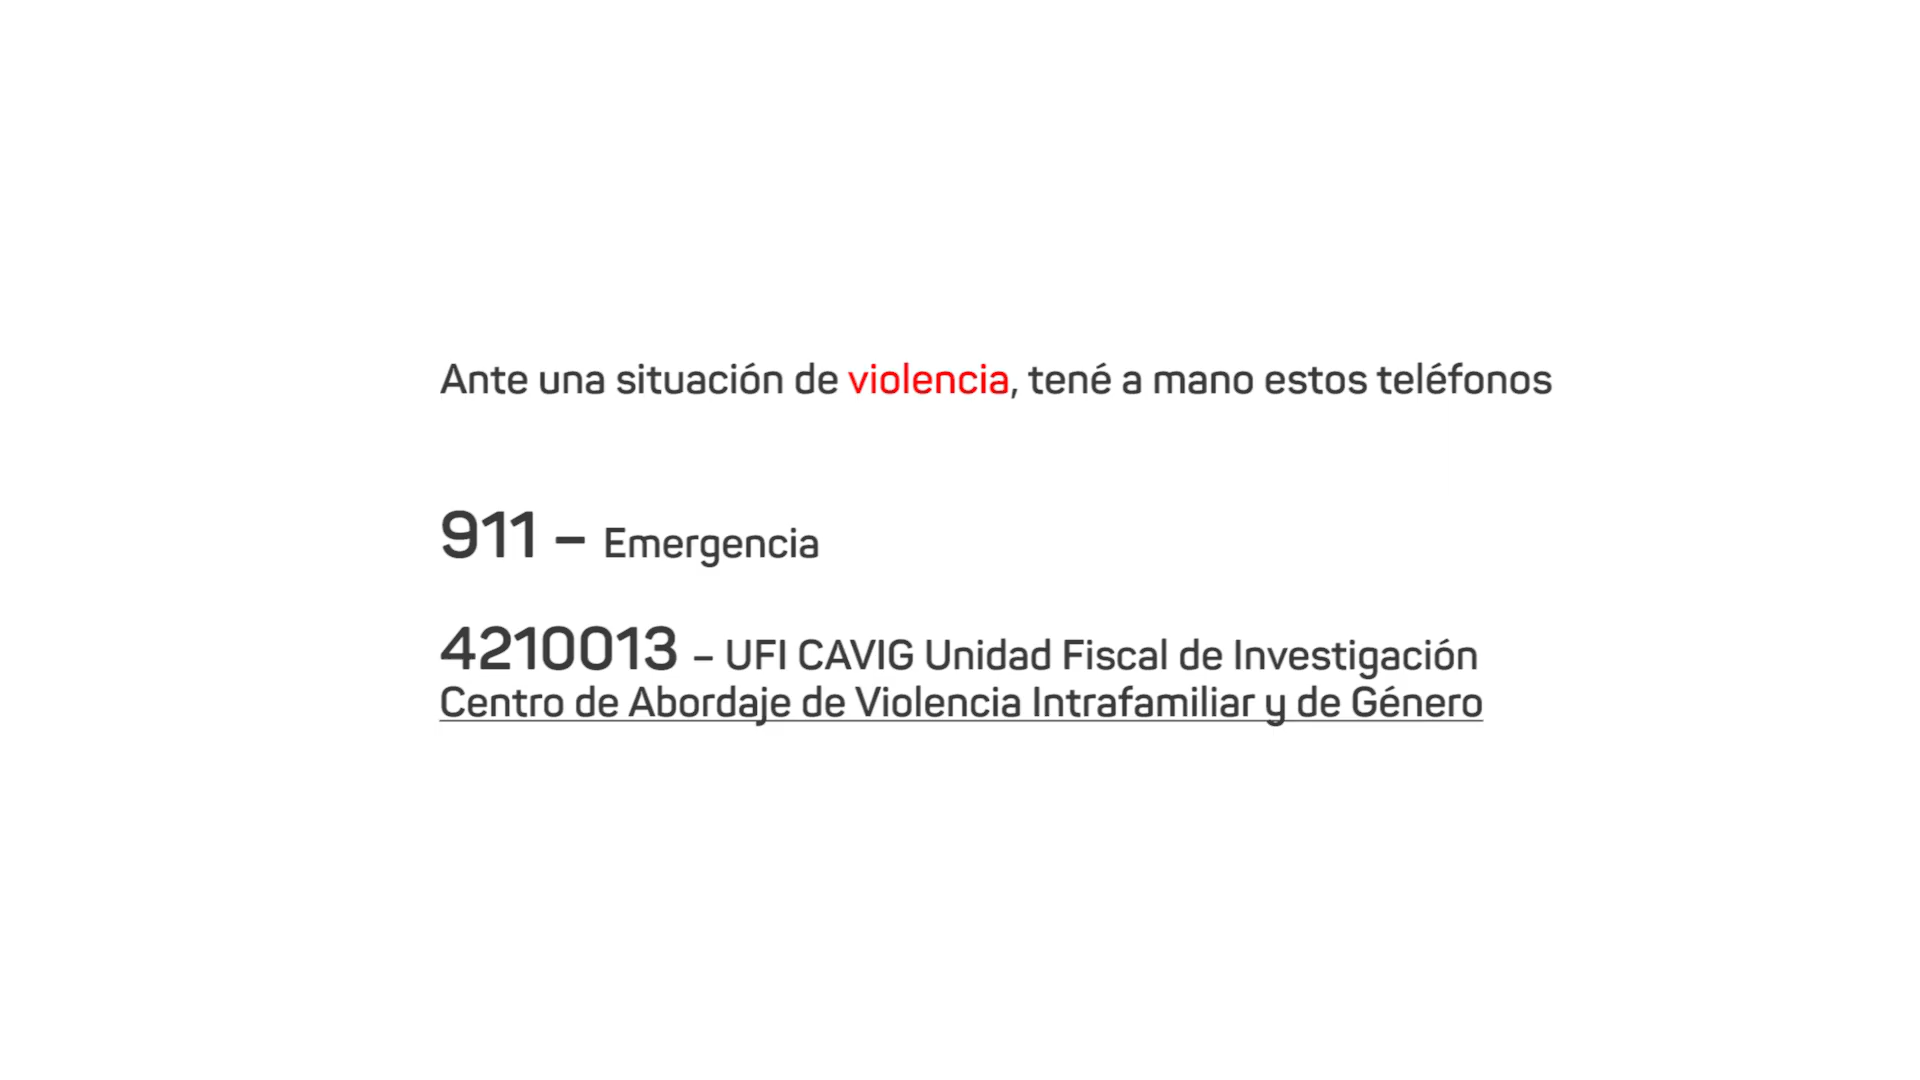 Ante una situación de violencia, tené a mano estos teléfonos
911 – Emergencia
4210013 – UFI CAVIG Unidad Fiscal de Investigación
Centro de Abordaje de Violencia Intrafamiliar y de Género